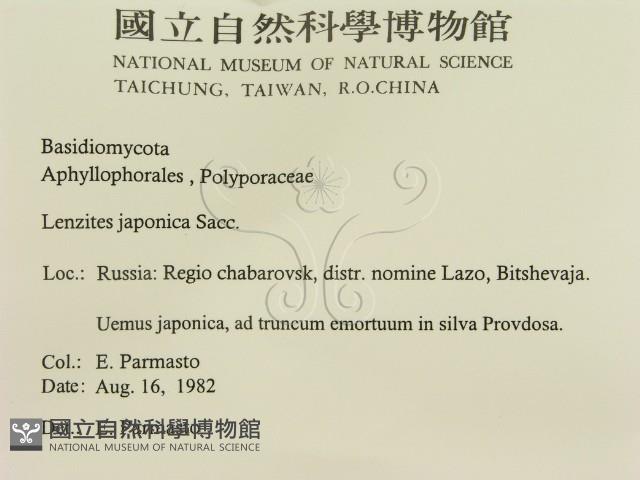 國立自然科學博物館
NATIONAL MUSEUM OF NATURAL SCIENCE
TAICHUNG, TAIWAN, R.O.CHINA
Basidiomycota
Aphyllophorales , Polyporaceae
Lenzites japonica Sacc.
Loc.: Russia: Regio chabarovsk, distr. nomine Lazo, Bitshevaja.
Uemus japonica, ad truncum emortuum in silva Provdosa.
Col.: E. Parmasto
Date: Aug. 16, 1982
E. Parmasto
國立自然科學博物館
NATIONAL MUSEUM OF NATURAL SCIENCE